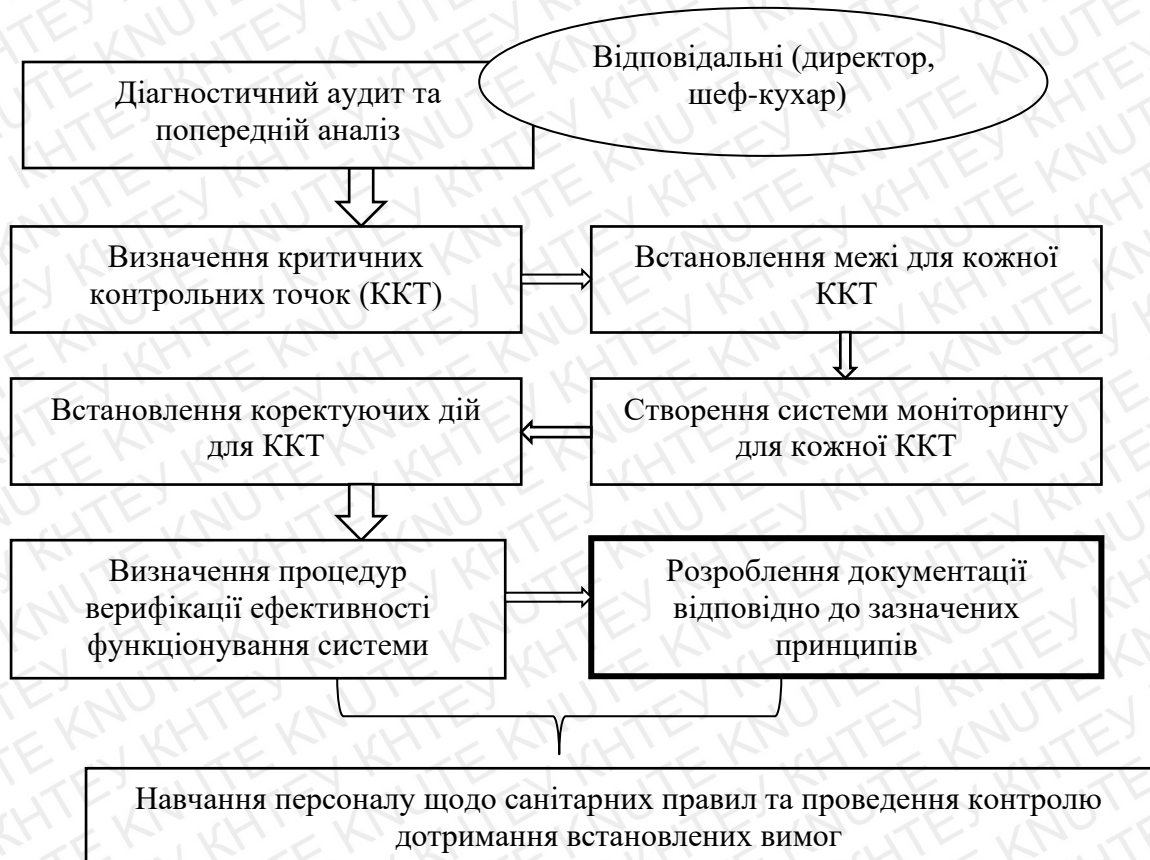 Діагностичний аудит та
попередній аналіз
Відповідальні (директор,
шеф-кухар)
Визначення критичних
контрольних точок (ККТ)
Встановлення межі для кожної
ККТ
Встановлення коректуючих дій
для ККТ
Створення системи моніторингу
для кожної ККТ
Визначення процедур
верифікації ефективності
функціонування системи
Розроблення документації
відповідно до зазначених
принципів
Навчання персоналу щодо санітарних правил та проведення контролю
дотримання встановлених вимог